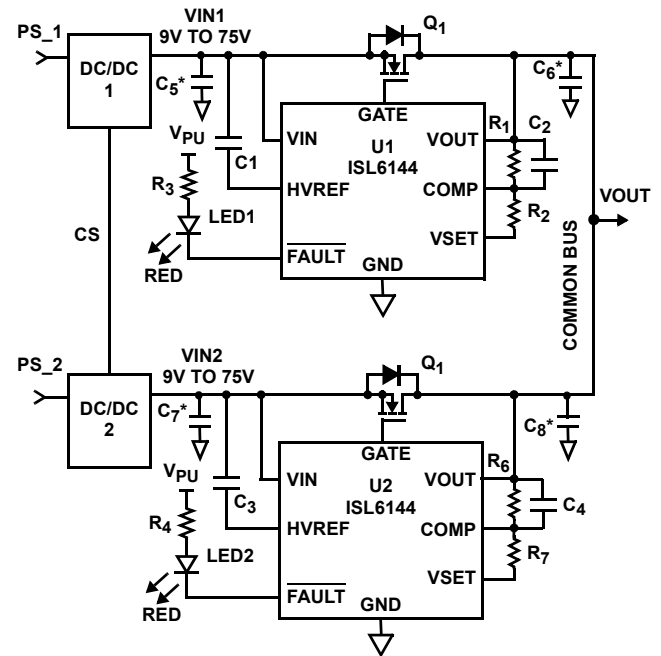 VIN1
9V TO 75V
Q1
PS_1
DC/DC
1
C5*
C6*
GATE
VPU
C1
VIN
U1
ISL6144
VOUT
R1
C2
R3
HVREF
COMP
VOUT
LED1
R2
CS
VSET
RED
FAULT
GND
COMMON BUS
PS_2
VIN2
9V TO 75V
Q1
DC/DC
2
C7*
C8*
GATE
VPU
C3
VIN
U2
ISL6144
VOUT
R6
C4
R4
HVREF
COMP
LED2
R7
VSET
RED
FAULT
GND